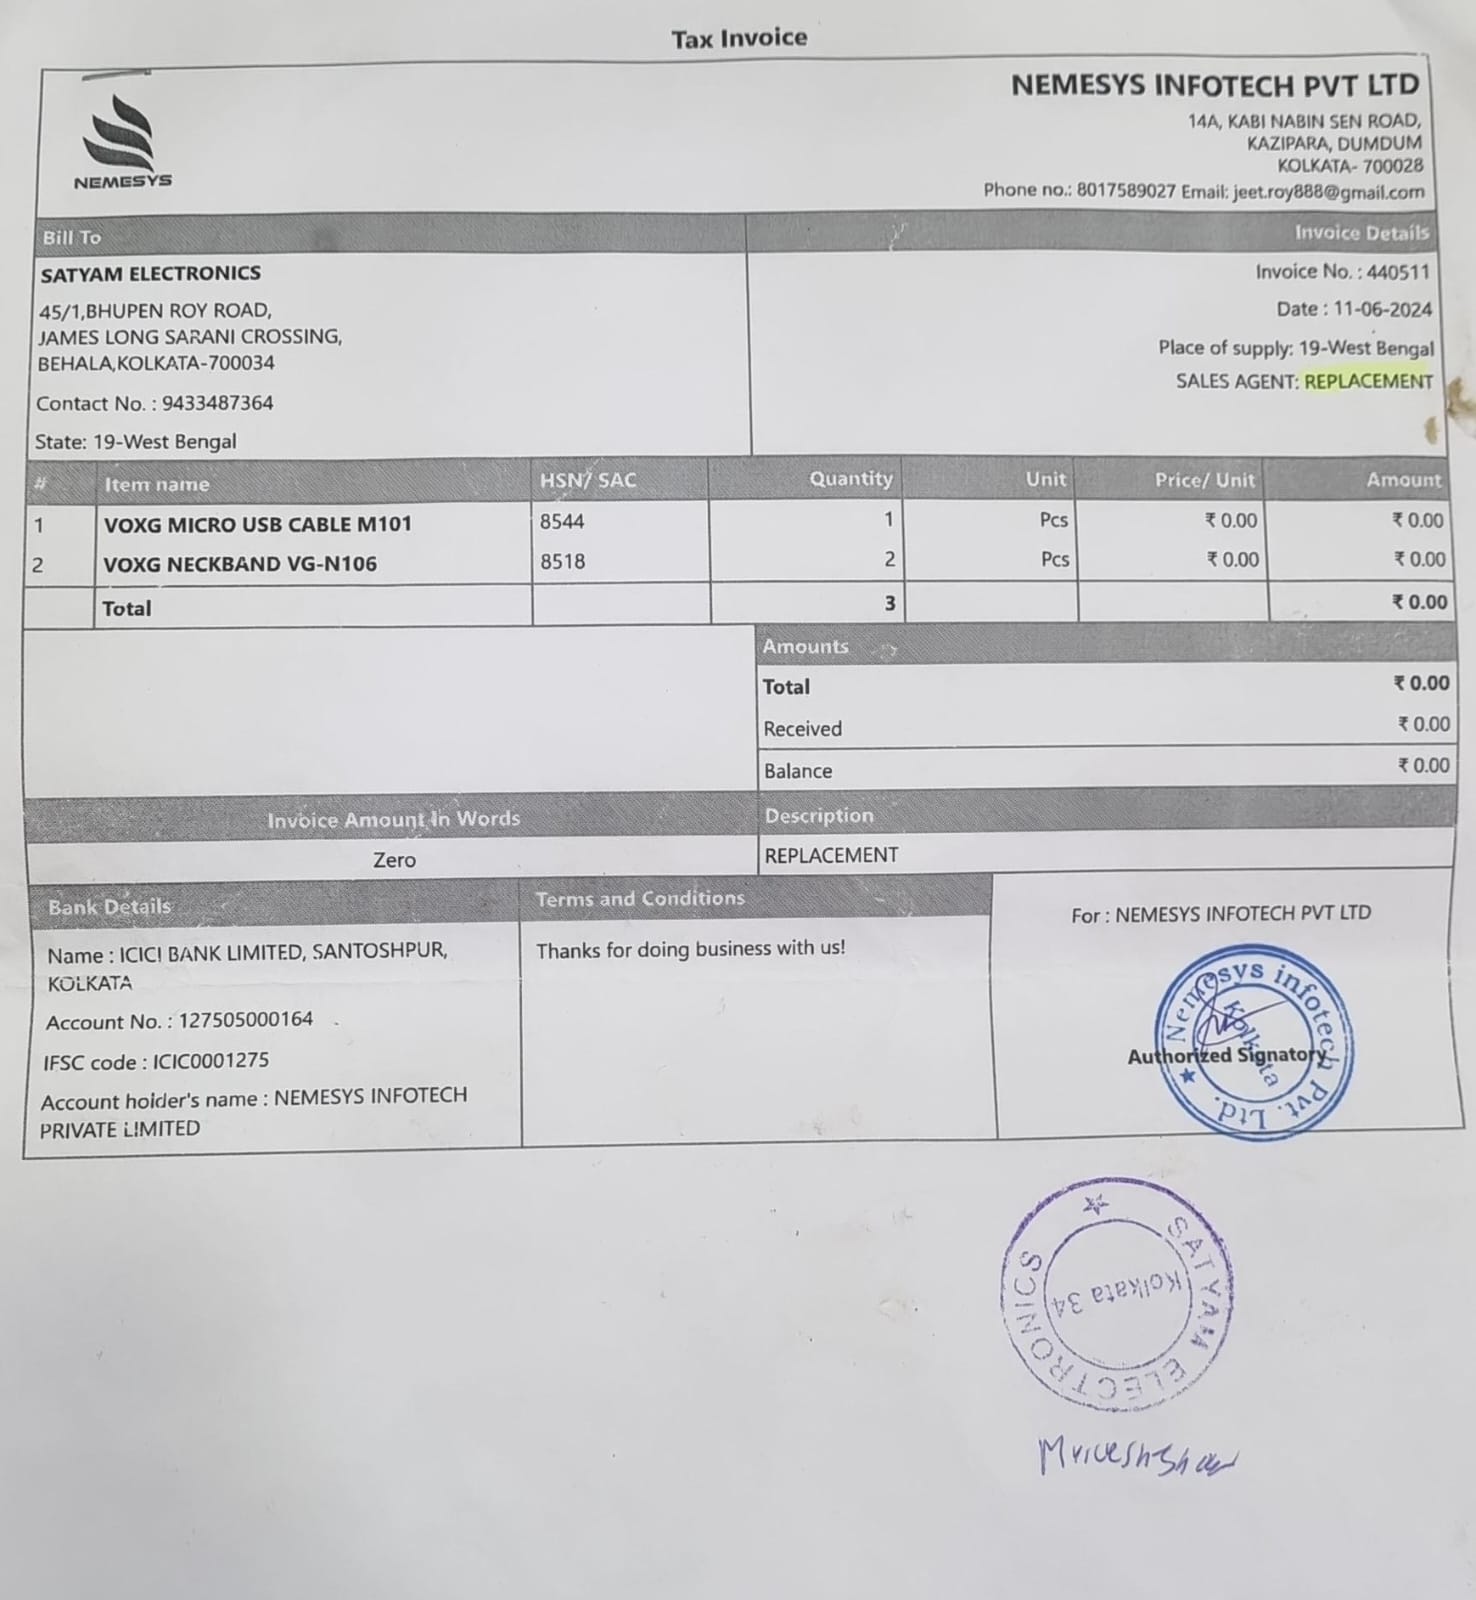 Tax Invoice
NEMESYS
NEMESYS INFOTECH PVT LTD
14A, KABI NABIN SEN ROAD,
KAZIPARA, DUMDUM
KOLKATA- 700028
Phone no.: 8017589027 Email: jeet.roy888@gmail.com
Bill To
Invoice Details
SATYAM ELECTRONICS
45/1,BHUPEN ROY ROAD,
JAMES LONG SARANI CROSSING,
BEHALA,KOLKATA-700034
Contact No. : 9433487364
State: 19-West Bengal
Invoice No. : 440511
Date : 11-06-2024
Place of supply: 19-West Bengal
SALES AGENT: REPLACEMENT
# Item name HSN/ SAC Quantity Unit Price/ Unit Amount
1 VOXG MICRO USB CABLE M101 8544 1 Pcs ₹ 0.00 ₹ 0.00
2 VOXG NECKBAND VG-N106 8518 2 Pcs ₹ 0.00 ₹ 0.00
Total 3 ₹ 0.00
Amounts
Total ₹ 0.00
Received ₹ 0.00
Balance ₹ 0.00
Invoice Amount In Words
Zero
Description
REPLACEMENT
Bank Details
Name : ICICI BANK LIMITED, SANTOSHPUR,
KOLKATA
Account No. : 127505000164
IFSC code : ICIC0001275
Account holder's name : NEMESYS INFOTECH
PRIVATE LIMITED
Terms and Conditions
Thanks for doing business with us!
For : NEMESYS INFOTECH PVT LTD
Nemesys infotech Pvt. Ltd.
Kolkata
Authorized Signatory
SATYAM ELECTRONICS
Kolkata 34